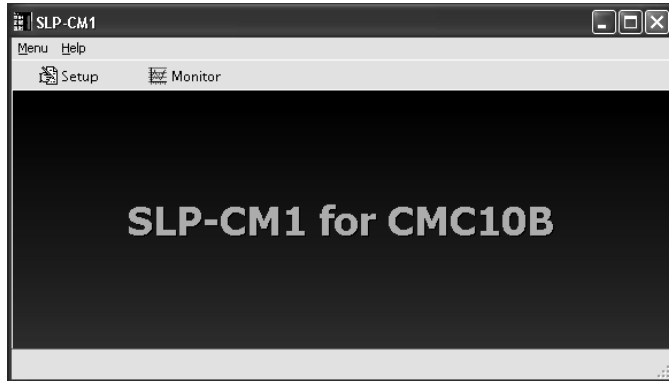 SLP-CM1
Menu Help
Setup Monitor
SLP-CM1 for CMC10B